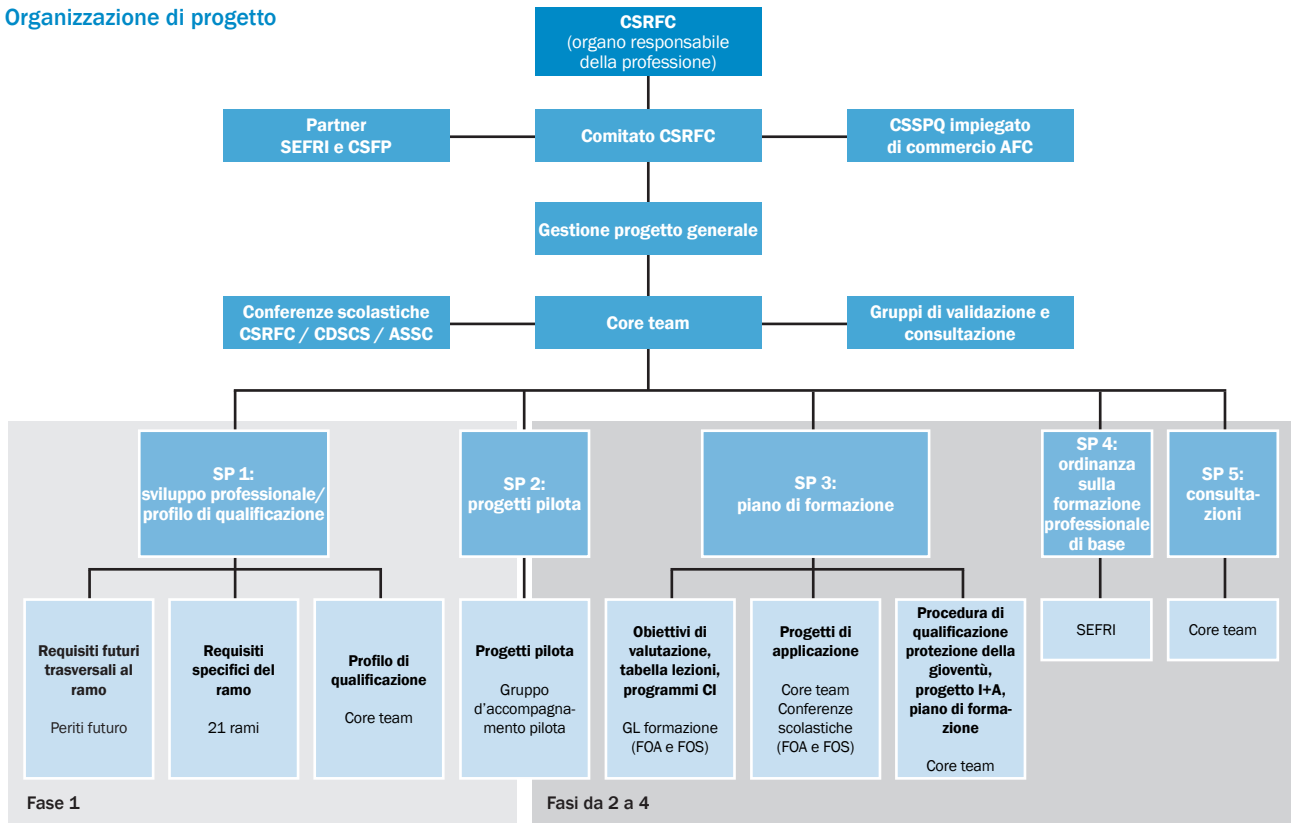 Organizzazione di progetto
CSRFC
(organo responsabile
della professione)
Partner
SEFRI e CSFP
Comitato CSRFC
CSSPQ impiegato
di commercio AFC
Gestione progetto generale
Conferenze scolastiche
CSRFC / CDSCS / ASSC
Core team
Gruppi di validazione e
consultazione
SP 1:
sviluppo professionale/
profilo di qualificazione
SP 2:
progetti pilota
SP 3:
piano di formazione
SP 4:
ordinanza
sulla
formazione
professionale
di base
SP 5:
consulta-
zioni
Requisiti futuri
trasversali al
ramo
Periti futuro
Requisiti
specifici del
ramo
21 rami
Profilo di
qualificazione
Core team
Progetti pilota
Gruppo
d’accompagna-
mento pilota
Obiettivi di
valutazione,
tabella lezioni,
programmi CI
GL formazione
(FOA e FOS)
Progetti di
applicazione
Core team
Conferenze
scolastiche
(FOA e FOS)
Procedura di
qualificazione
protezione della
gioventù,
progetto I+A,
piano di forma-
zione
Core team
SEFRI
Core team
Fase 1
Fasi da 2 a 4